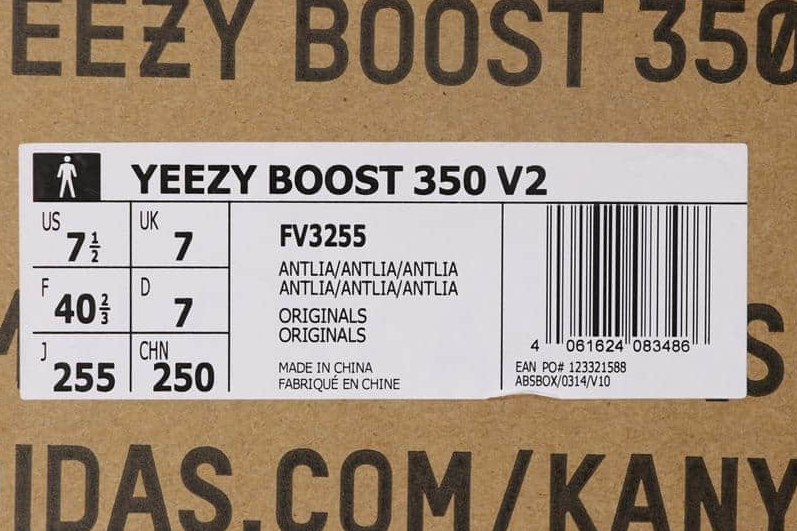 EEZY BOOST 350
YEEZY BOOST 350 V2
US 7½ UK 7
F 40⅔ D 7
J 255 CHN 250
FV3255
ANTLIA/ANTLIA/ANTLIA
ANTLIA/ANTLIA/ANTLIA
ORIGINALS
ORIGINALS
MADE IN CHINA
FABRIQUÉ EN CHINE
4 061624 083486
EAN PO# 123321588
ABSBOX/0314/V10
S
IDAS.COM/KANY